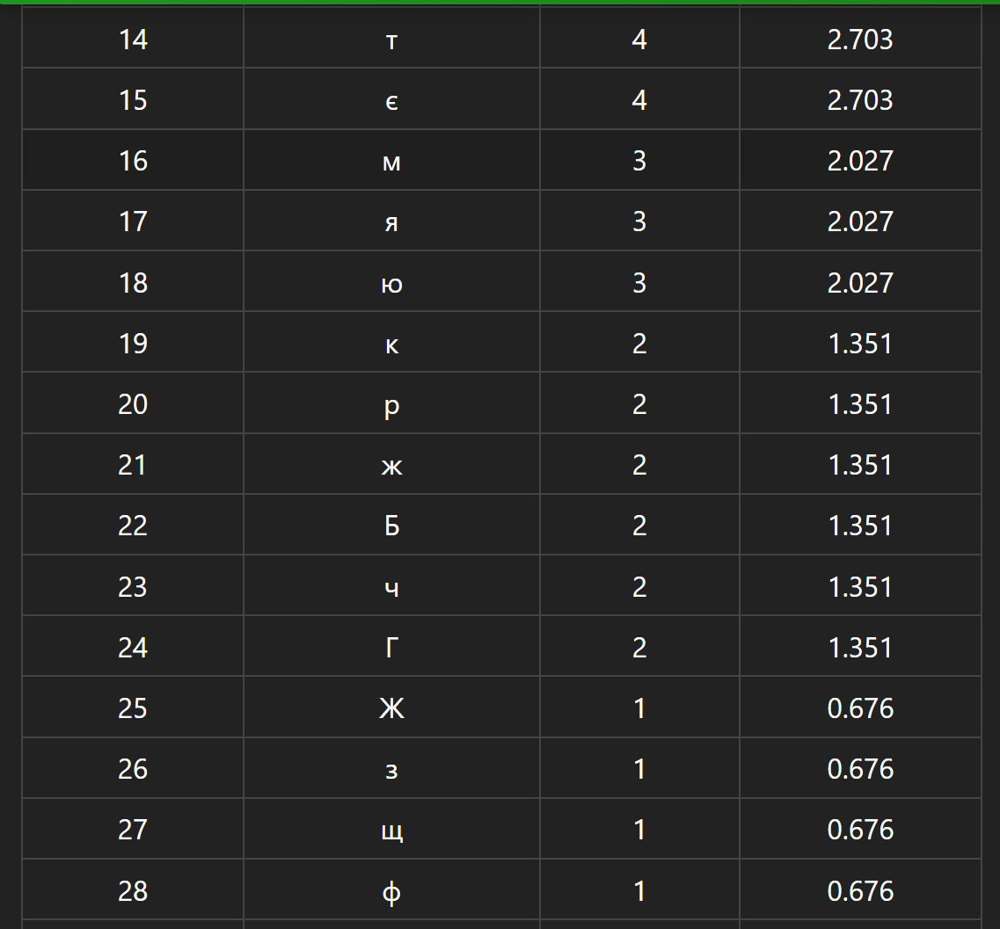 14 т 4 2.703
15 є 4 2.703
16 м 3 2.027
17 я 3 2.027
18 ю 3 2.027
19 к 2 1.351
20 р 2 1.351
21 ж 2 1.351
22 Б 2 1.351
23 ч 2 1.351
24 Г 2 1.351
25 Ж 1 0.676
26 з 1 0.676
27 щ 1 0.676
28 ф 1 0.676